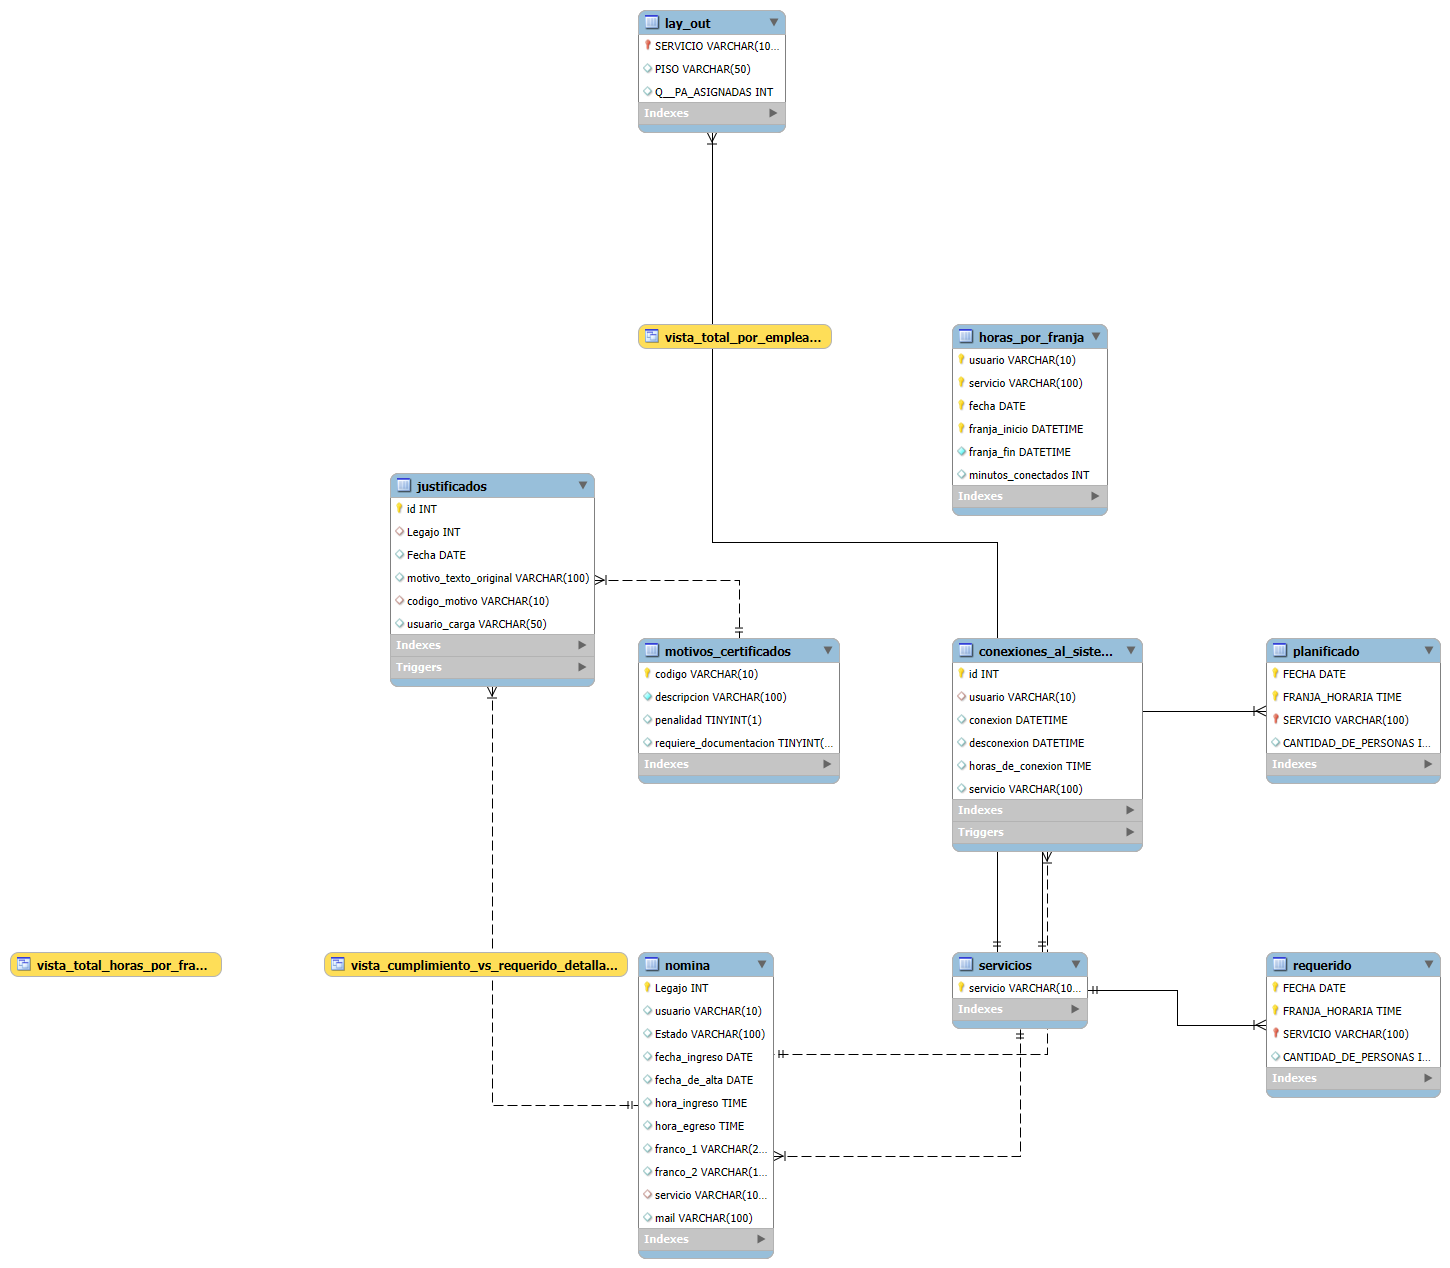 lay_out
SERVICIO VARCHAR(10...
PISO VARCHAR(50)
Q__PA_ASIGNADAS INT
Indexes
vista_total_por_emplea...
horas_por_franja
usuario VARCHAR(10)
servicio VARCHAR(100)
fecha DATE
franja_inicio DATETIME
franja_fin DATETIME
minutos_conectados INT
Indexes
justificados
id INT
Legajo INT
Fecha DATE
motivo_texto_original VARCHAR(100)
codigo_motivo VARCHAR(10)
usuario_carga VARCHAR(50)
Indexes
Triggers
motivos_certificados
codigo VARCHAR(10)
descripcion VARCHAR(100)
penalidad TINYINT(1)
requiere_documentacion TINYINT(...
Indexes
conexiones_al_siste...
id INT
usuario VARCHAR(10)
conexion DATETIME
desconexion DATETIME
horas_de_conexion TIME
servicio VARCHAR(100)
Indexes
Triggers
planificado
FECHA DATE
FRANJA_HORARIA TIME
SERVICIO VARCHAR(100)
CANTIDAD_DE_PERSONAS I...
Indexes
vista_total_horas_por_fra...
vista_cumplimiento_vs_requerido_detalla...
nomina
Legajo INT
usuario VARCHAR(10)
Estado VARCHAR(100)
fecha_ingreso DATE
fecha_de_alta DATE
hora_ingreso TIME
hora_egreso TIME
franco_1 VARCHAR(2...
franco_2 VARCHAR(1...
servicio VARCHAR(10...
mail VARCHAR(100)
Indexes
servicios
servicio VARCHAR(10...
Indexes
requerido
FECHA DATE
FRANJA_HORARIA TIME
SERVICIO VARCHAR(100)
CANTIDAD_DE_PERSONAS I...
Indexes